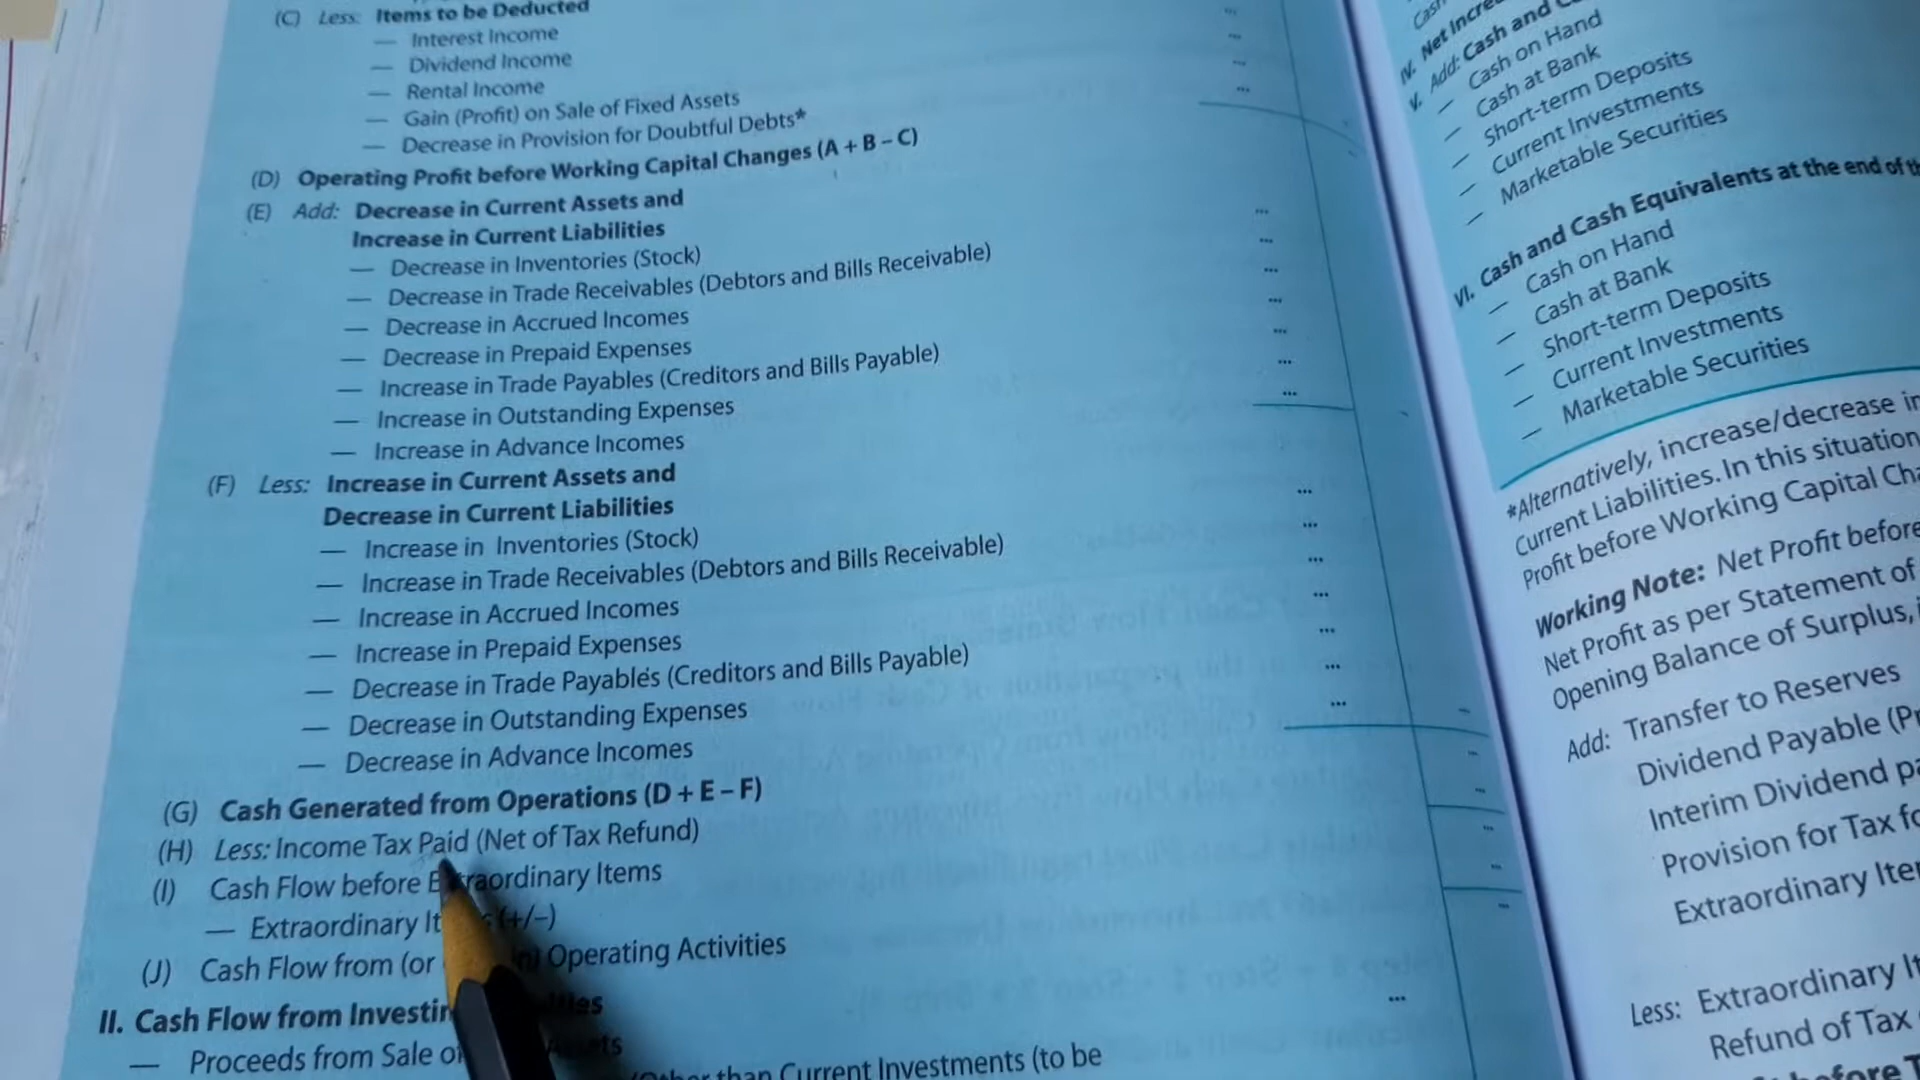 (C) Less: Items to be Deducted
— Interest Income
— Dividend Income
— Rental Income
— Gain (Profit) on Sale of Fixed Assets
— Decrease in Provision for Doubtful Debts*
(D) Operating Profit before Working Capital Changes (A + B – C)
(E) Add: Decrease in Current Assets and
Increase in Current Liabilities
— Decrease in Inventories (Stock)
— Decrease in Trade Receivables (Debtors and Bills Receivable)
— Decrease in Accrued Incomes
— Decrease in Prepaid Expenses
— Increase in Trade Payables (Creditors and Bills Payable)
— Increase in Outstanding Expenses
— Increase in Advance Incomes
(F) Less: Increase in Current Assets and
Decrease in Current Liabilities
— Increase in Inventories (Stock)
— Increase in Trade Receivables (Debtors and Bills Receivable)
— Increase in Accrued Incomes
— Increase in Prepaid Expenses
— Decrease in Trade Payables (Creditors and Bills Payable)
— Decrease in Outstanding Expenses
— Decrease in Advance Incomes
(G) Cash Generated from Operations (D + E – F)
(H) Less: Income Tax Paid (Net of Tax Refund)
(I) Cash Flow before Extraordinary Items
— Extraordinary (+/–)
(J) Cash Flow from (or Operating Activities
II. Cash Flow from
— Proceeds from Sale
than Current Investments (to be
Cash
IV. Net
V. Add: Cash and
— Cash on Hand
— Cash at Bank
— Short-term Deposits
— Current Investments
— Marketable Securities
VI. Cash and Cash Equivalents at the end of
— Cash on Hand
— Cash at Bank
— Short-term Deposits
— Current Investments
— Marketable Securities
*Alternatively, increase/decrease in
Current Liabilities. In this situation
Profit before Working Capital
Working Note: Net Profit before
Net Profit as per Statement of
Opening Balance of Surplus,
Add: Transfer to Reserves
Dividend Payable
Interim Dividend
Provision for Tax
Extraordinary
Less: Extraordinary
Refund of Tax
before